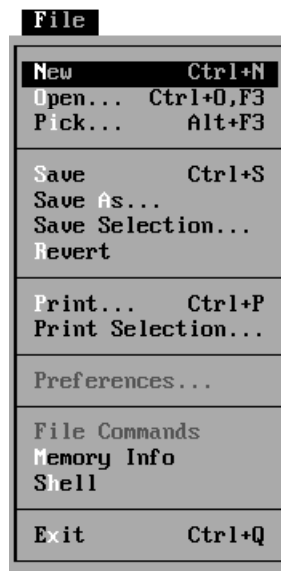 File
New Ctrl+N
Open... Ctrl+O,F3
Pick... Alt+F3
Save Ctrl+S
Save As...
Save Selection...
Revert
Print... Ctrl+P
Print Selection...
Preferences...
File Commands
Memory Info
Shell
Exit Ctrl+Q